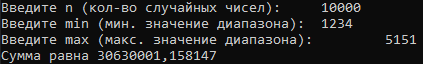 Введите n (кол-во случайных чисел): 10000
Введите min (мин. значение диапазона): 1234
Введите max (макс. значение диапазона): 5151
Сумма равна 30630001,158147